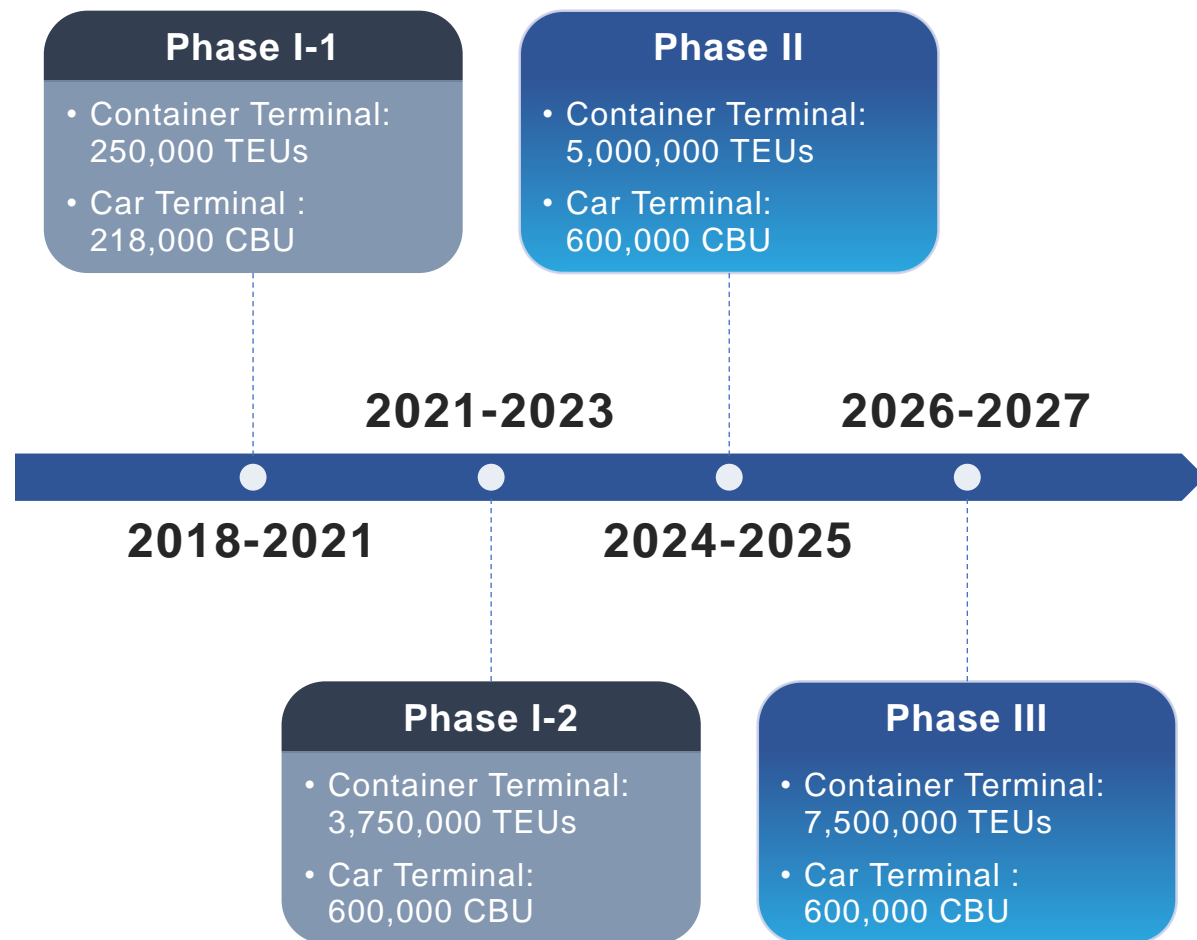 Phase I-1
• Container Terminal:
250,000 TEUs
• Car Terminal :
218,000 CBU
Phase II
• Container Terminal:
5,000,000 TEUs
• Car Terminal:
600,000 CBU
2021-2023
2026-2027
2018-2021
2024-2025
Phase I-2
• Container Terminal:
3,750,000 TEUs
• Car Terminal:
600,000 CBU
Phase III
• Container Terminal:
7,500,000 TEUs
• Car Terminal :
600,000 CBU